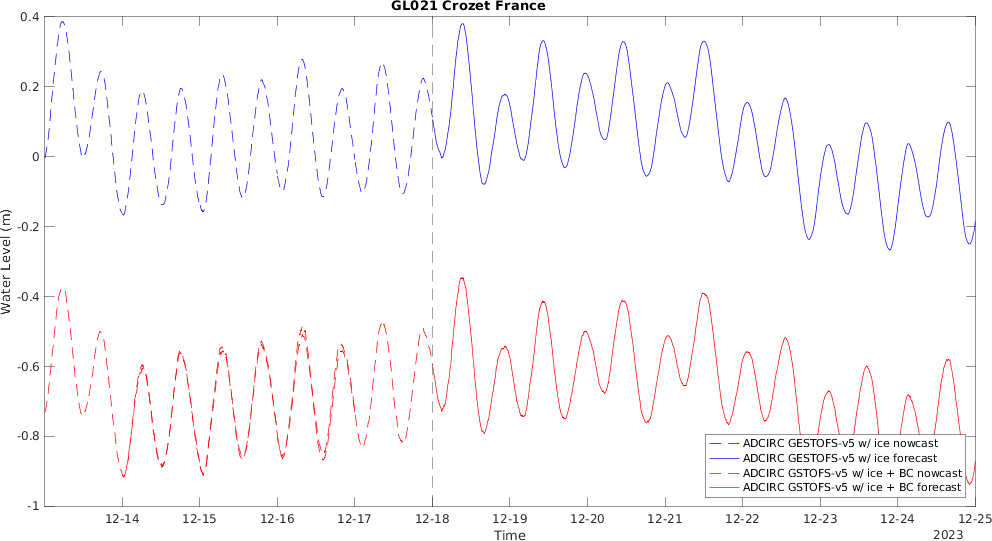 GL021 Crozet France
0.4
0.2
0
-0.2
-0.4
-0.6
-0.8
-1
Water Level (m)
ADCIRC GESTOFS-v5 w/ ice nowcast
ADCIRC GESTOFS-v5 w/ ice forecast
ADCIRC GSTOFS-v5 w/ ice + BC nowcast
ADCIRC GSTOFS-v5 w/ ice + BC forecast
12-14 12-15 12-16 12-17 12-18 12-19 12-20 12-21 12-22 12-23 12-24 12-25
Time
2023